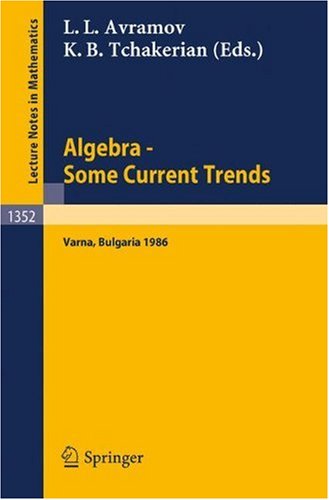 L. L. Avramov
K. B. Tchakerian (Eds.)
Lecture Notes in Mathematics
1352
Algebra -
Some Current Trends
Varna, Bulgaria 1986
Springer